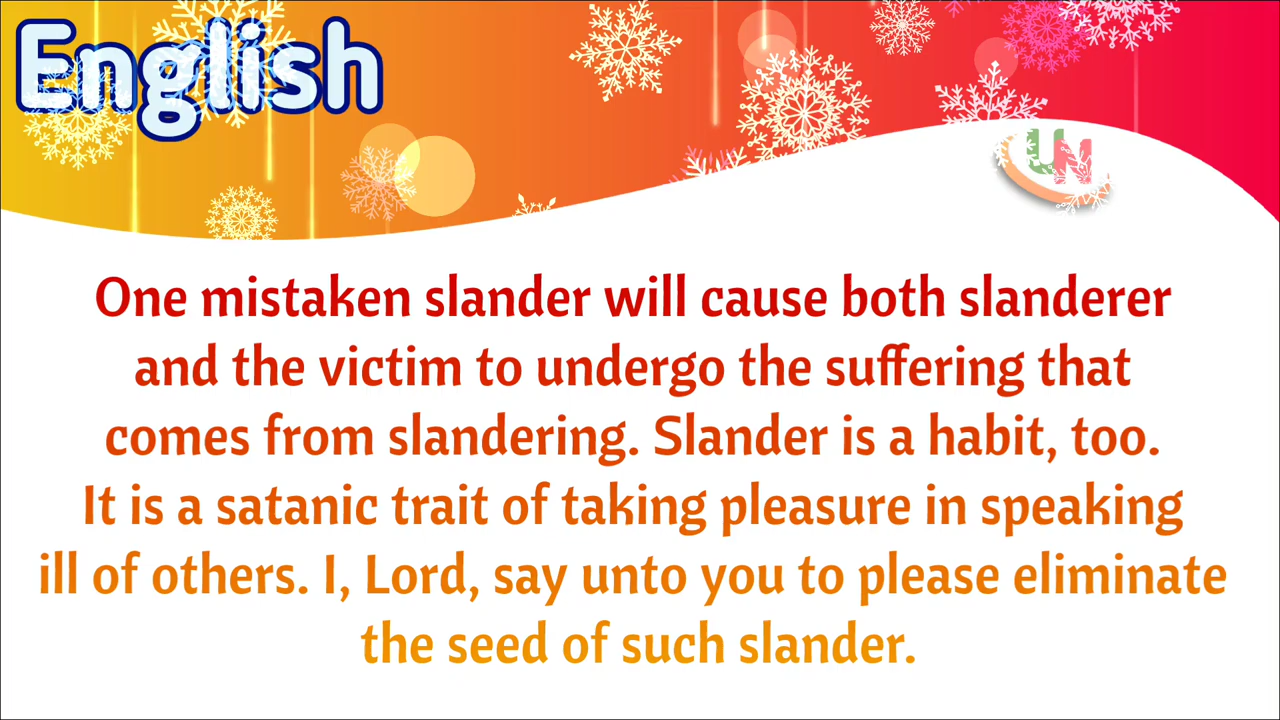 English
UN
One mistaken slander will cause both slanderer
and the victim to undergo the suffering that
comes from slandering. Slander is a habit, too.
It is a satanic trait of taking pleasure in speaking
ill of others. I, Lord, say unto you to please eliminate
the seed of such slander.